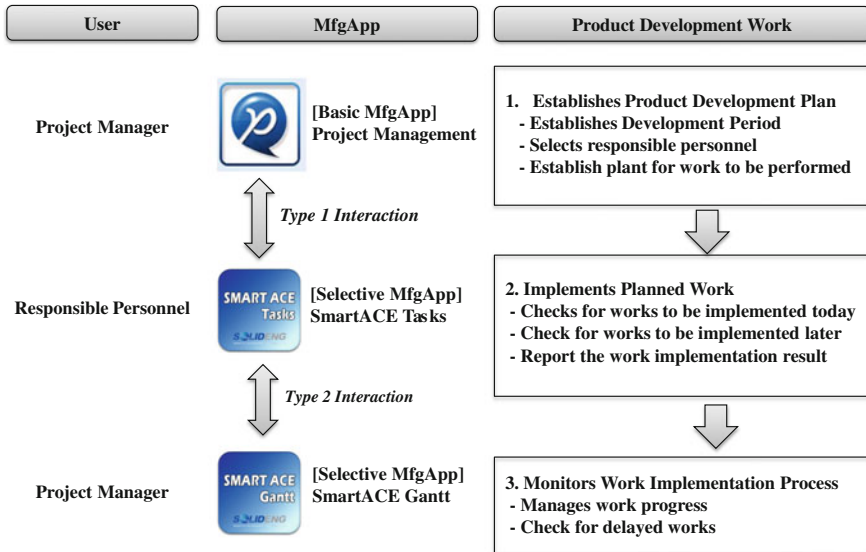 User
MfgApp
Product Development Work
Project Manager
[Basic MfgApp]
Project Management
1. Establishes Product Development Plan
- Establishes Development Period
- Selects responsible personnel
- Establish plant for work to be performed
Type 1 Interaction
Responsible Personnel
SMART ACE
Tasks
SOLIDENG
[Selective MfgApp]
SmartACE Tasks
2. Implements Planned Work
- Checks for works to be implemented today
- Check for works to be implemented later
- Report the work implementation result
Type 2 Interaction
Project Manager
SMART ACE
Gantt
SOLIDENG
[Selective MfgApp]
SmartACE Gantt
3. Monitors Work Implementation Process
- Manages work progress
- Check for delayed works